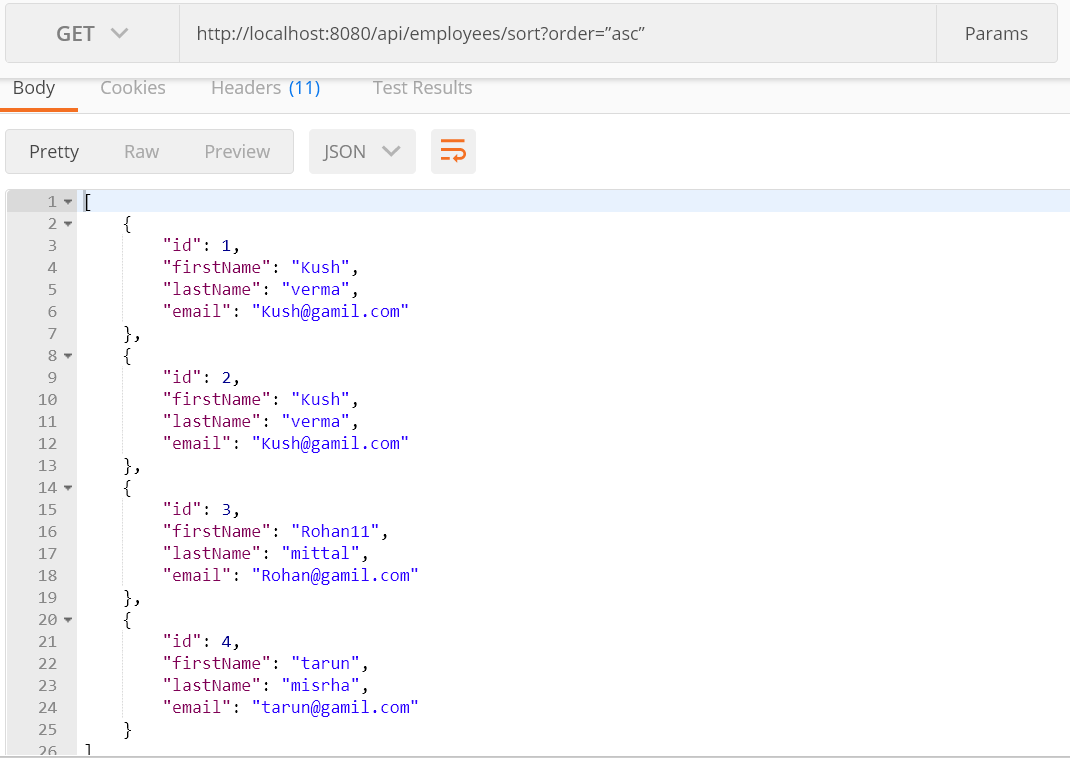 GET http://localhost:8080/api/employees/sort?order=”asc” Params
Body Cookies Headers (11) Test Results
Pretty Raw Preview JSON
1 [
2 {
3 "id": 1,
4 "firstName": "Kush",
5 "lastName": "verma",
6 "email": "Kush@gamil.com"
7 },
8 {
9 "id": 2,
10 "firstName": "Kush",
11 "lastName": "verma",
12 "email": "Kush@gamil.com"
13 },
14 {
15 "id": 3,
16 "firstName": "Rohan11",
17 "lastName": "mittal",
18 "email": "Rohan@gamil.com"
19 },
20 {
21 "id": 4,
22 "firstName": "tarun",
23 "lastName": "misrha",
24 "email": "tarun@gamil.com"
25 }
26 ]